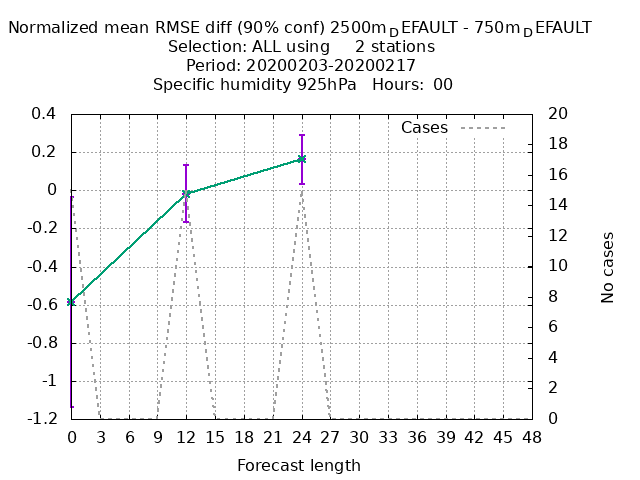 Normalized mean RMSE diff (90% conf) 2500mDEFAULT - 750mDEFAULT
Selection: ALL using 2 stations
Period: 20200203-20200217
Specific humidity 925hPa Hours: 00
Cases
0.4
0.2
0
-0.2
-0.4
-0.6
-0.8
-1
-1.2
20
18
16
14
12
10
8
6
4
2
0
No cases
0 3 6 9 12 15 18 21 24 27 30 33 36 39 42 45 48
Forecast length